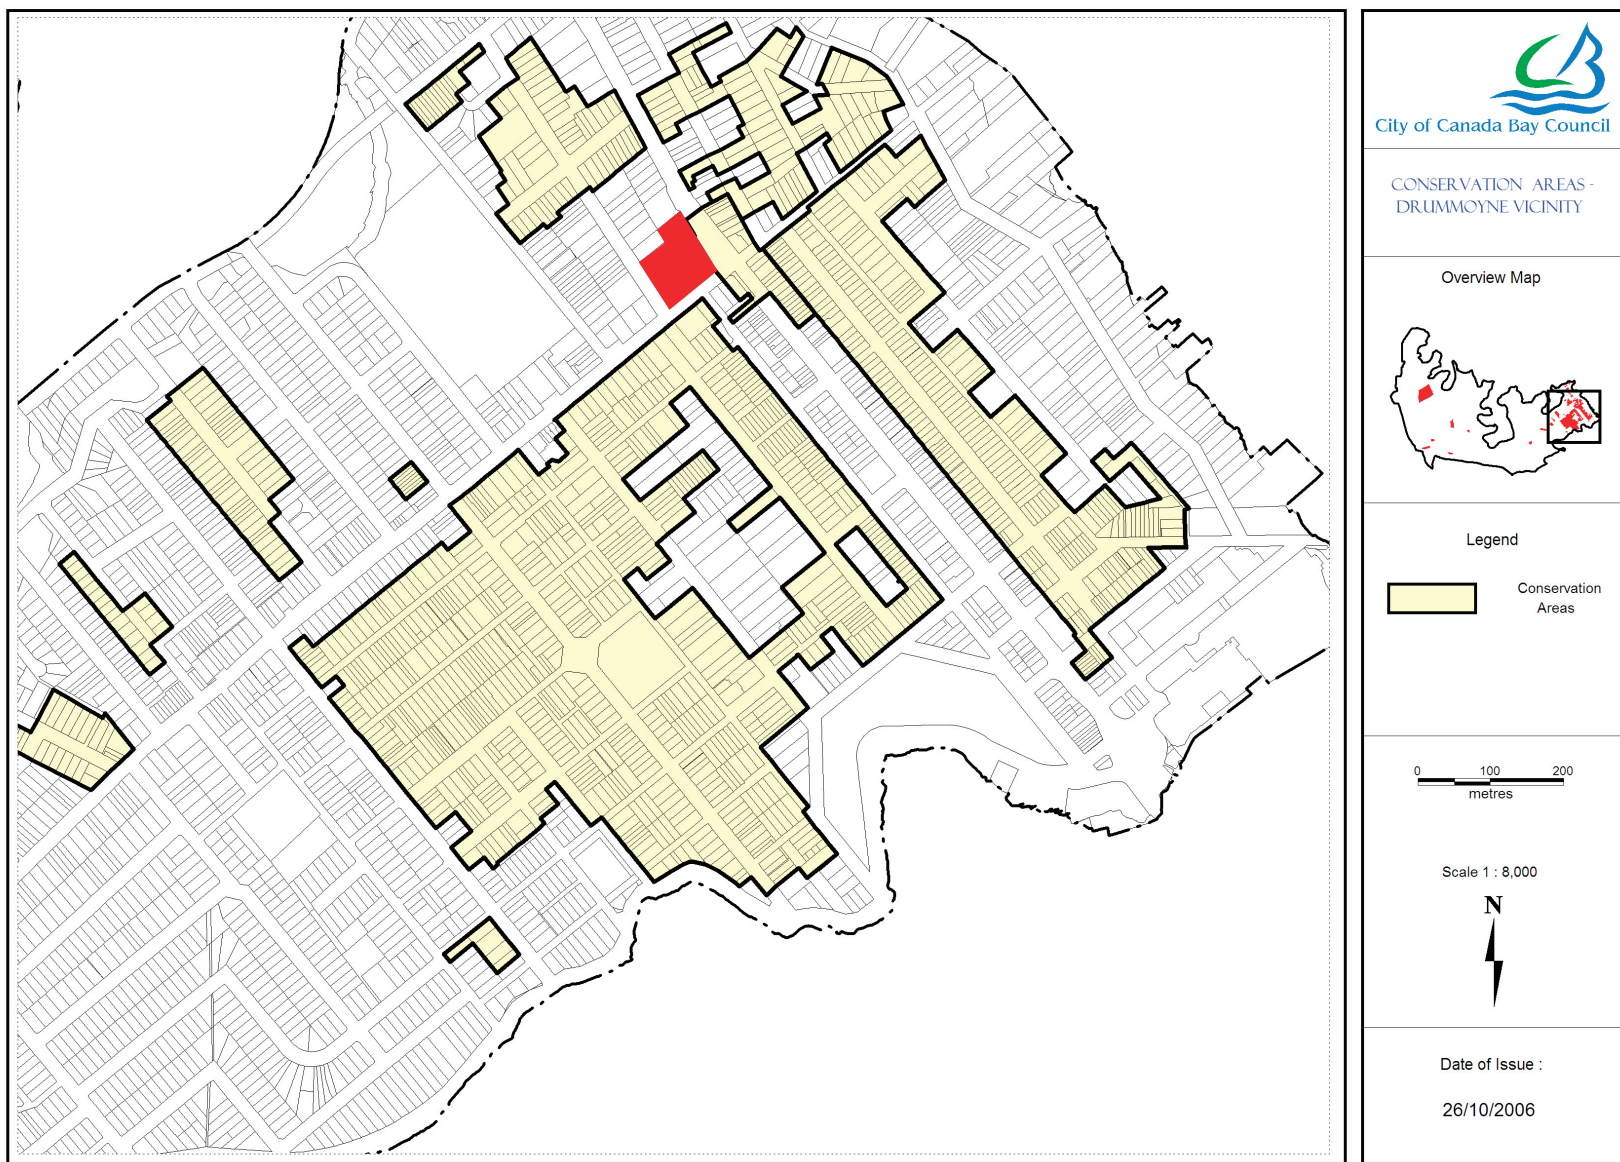 City of Canada Bay Council
CONSERVATION AREAS -
DRUMMOYNE VICINITY
Overview Map
Legend
Conservation
Areas
0 100 200
metres
Scale 1 : 8,000
N
Date of Issue :
26/10/2006